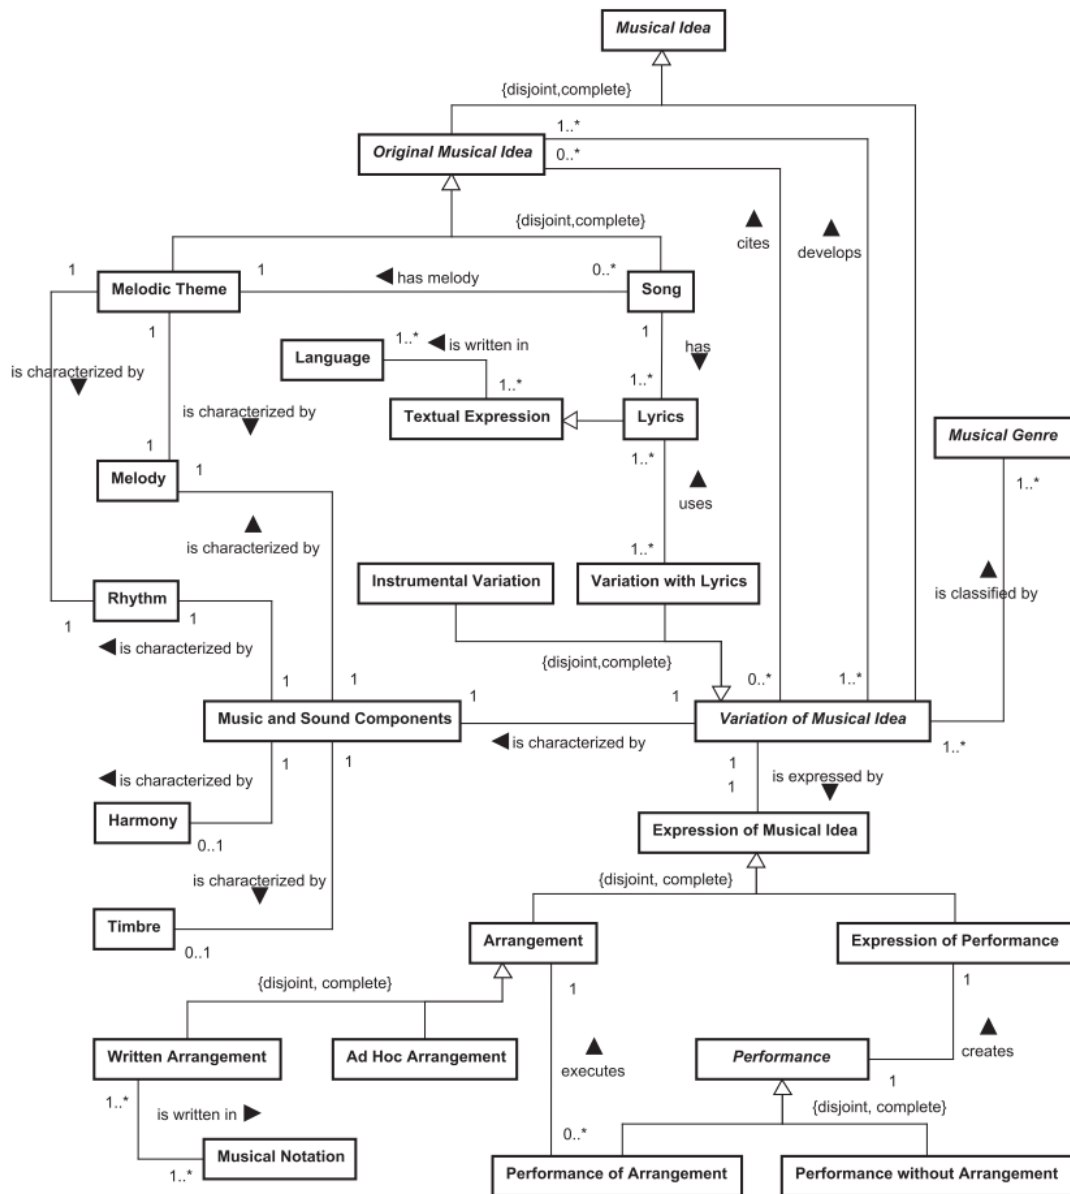 Musical Idea
{disjoint,complete}
1..*
Original Musical Idea
0..*
{disjoint,complete}
cites
develops
1
1
has melody
0..*
Melodic Theme
Song
1
1..*
is written in
1
has
Language
is characterized by
1..*
1..*
is characterized by
Textual Expression
Lyrics
Musical Genre
1
1
1..*
Melody
1..*
uses
is characterized by
1..*
Instrumental Variation
Variation with Lyrics
Rhythm
is classified by
1
1
is characterized by
{disjoint,complete}
1
1
0..*
1..*
1
1
Music and Sound Components
Variation of Musical Idea
is characterized by
1..*
1
1
1
is characterized by
is expressed by
1
Harmony
Expression of Musical Idea
0..1
is characterized by
{disjoint, complete}
Timbre
Arrangement
Expression of Performance
0..1
{disjoint, complete}
1
1
Written Arrangement
Ad Hoc Arrangement
executes
Performance
creates
1
1..*
is written in
{disjoint, complete}
0..*
Musical Notation
1..*
Performance of Arrangement
Performance without Arrangement